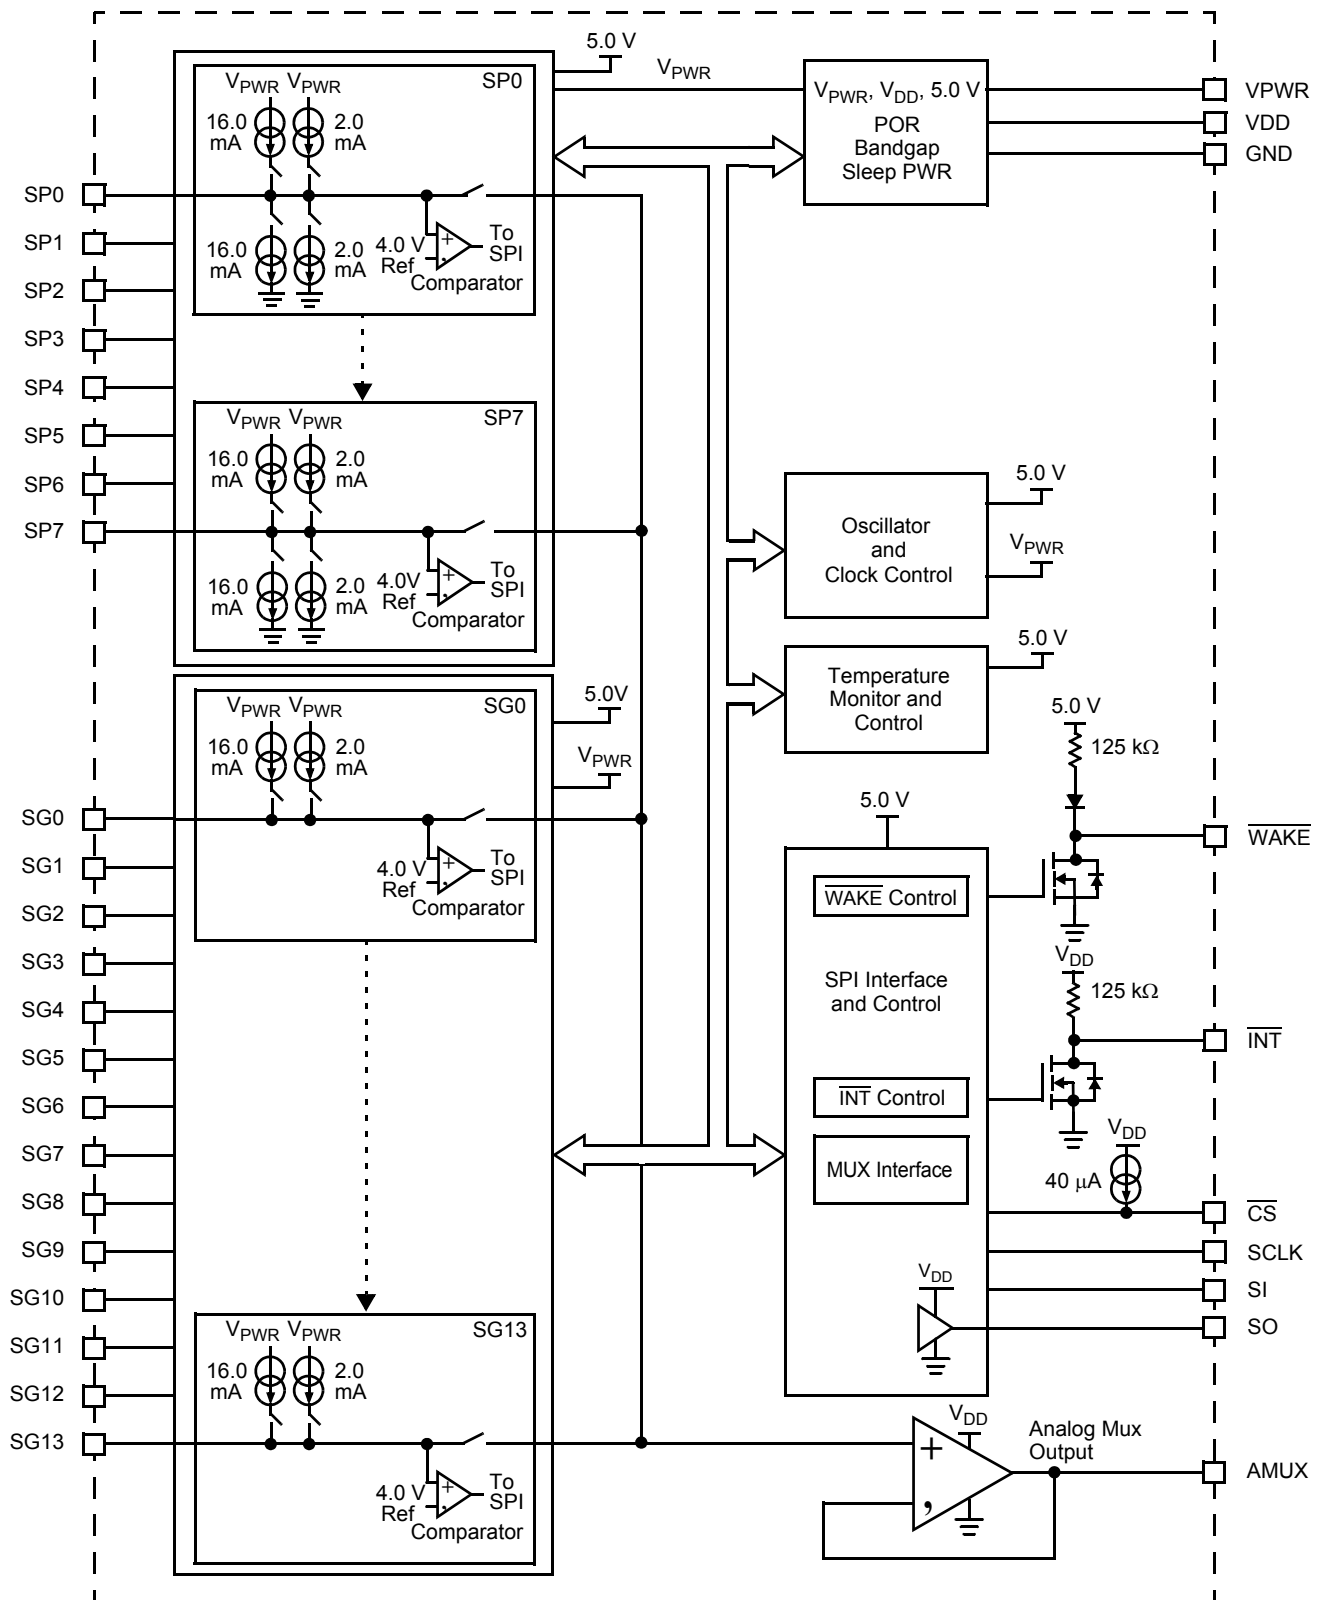 SP0
SP1
SP2
SP3
SP4
SP5
SP6
SP7
SG0
SG1
SG2
SG3
SG4
SG5
SG6
SG7
SG8
SG9
SG10
SG11
SG12
SG13
VPWR VPWR SP0
16.0 mA
2.0 mA
16.0 mA
2.0 mA
4.0 V Ref
+
-
To SPI
Comparator
VPWR VPWR SP7
16.0 mA
2.0 mA
16.0 mA
2.0 mA
4.0V Ref
+
-
To SPI
Comparator
VPWR VPWR SG0
16.0 mA
2.0 mA
4.0 V Ref
+
-
To SPI
Comparator
VPWR VPWR SG13
16.0 mA
2.0 mA
4.0 V Ref
+
-
To SPI
Comparator
5.0 V
VPWR
5.0V
VPWR
VPWR, VDD, 5.0 V
POR
Bandgap
Sleep PWR
5.0 V
VPWR
Oscillator
and
Clock Control
5.0 V
Temperature
Monitor and
Control
5.0 V
WAKE Control
SPI Interface
and Control
INT Control
MUX Interface
VDD
5.0 V
125 kΩ
VDD
125 kΩ
VDD
40 μA
VDD
+
,
Analog Mux
Output
VPWR
VDD
GND
WAKE
INT
CS
SCLK
SI
SO
AMUX